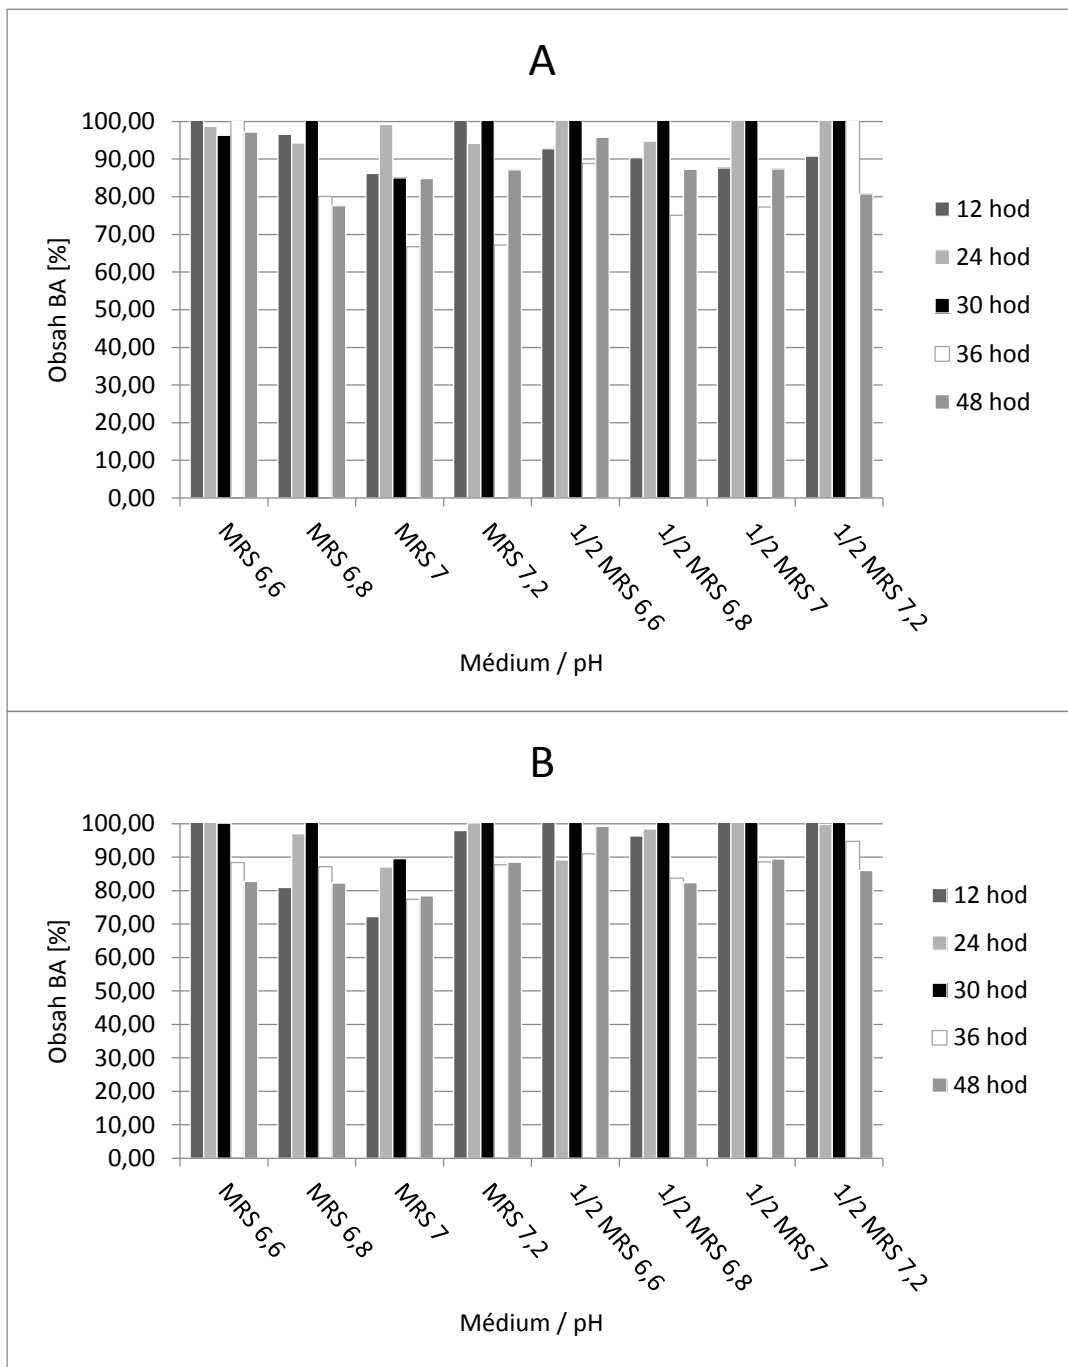 A
100,00
90,00
80,00
70,00
60,00
50,00
40,00
30,00
20,00
10,00
0,00
Obsah BA [%]
MRS 6,6
MRS 6,8
MRS 7
MRS 7,2
1/2 MRS 6,6
1/2 MRS 6,8
1/2 MRS 7
1/2 MRS 7,2
Médium / pH
12 hod
24 hod
30 hod
36 hod
48 hod
B
100,00
90,00
80,00
70,00
60,00
50,00
40,00
30,00
20,00
10,00
0,00
Obsah BA [%]
MRS 6,6
MRS 6,8
MRS 7
MRS 7,2
1/2 MRS 6,6
1/2 MRS 6,8
1/2 MRS 7
1/2 MRS 7,2
Médium / pH
12 hod
24 hod
30 hod
36 hod
48 hod